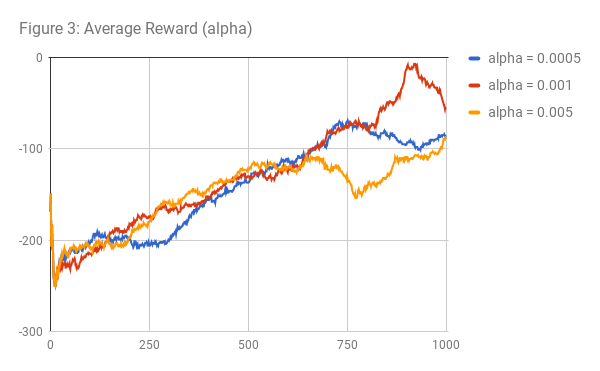 Figure 3: Average Reward (alpha)
alpha = 0.0005
alpha = 0.001
alpha = 0.005
0
-100
-200
-300
0 250 500 750 1000